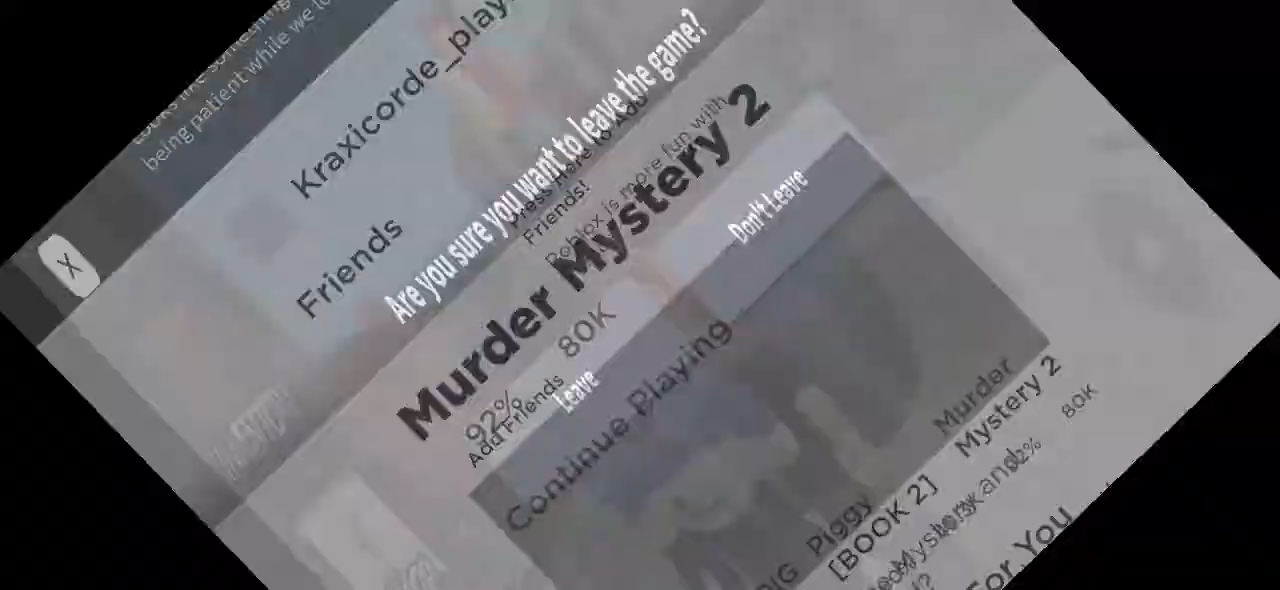 being patient while we
Kraxicorde_play
Friends
X
Are you sure you want to leave the game?
Press Here to Add
Friends!
Roblox is more fun with
Murder Mystery 2
80K
92%
Add Friends
Leave
Don't Leave
Continue Playing
Murder
Mystery 2
80K
Piggy
[BOOK 2]
For You